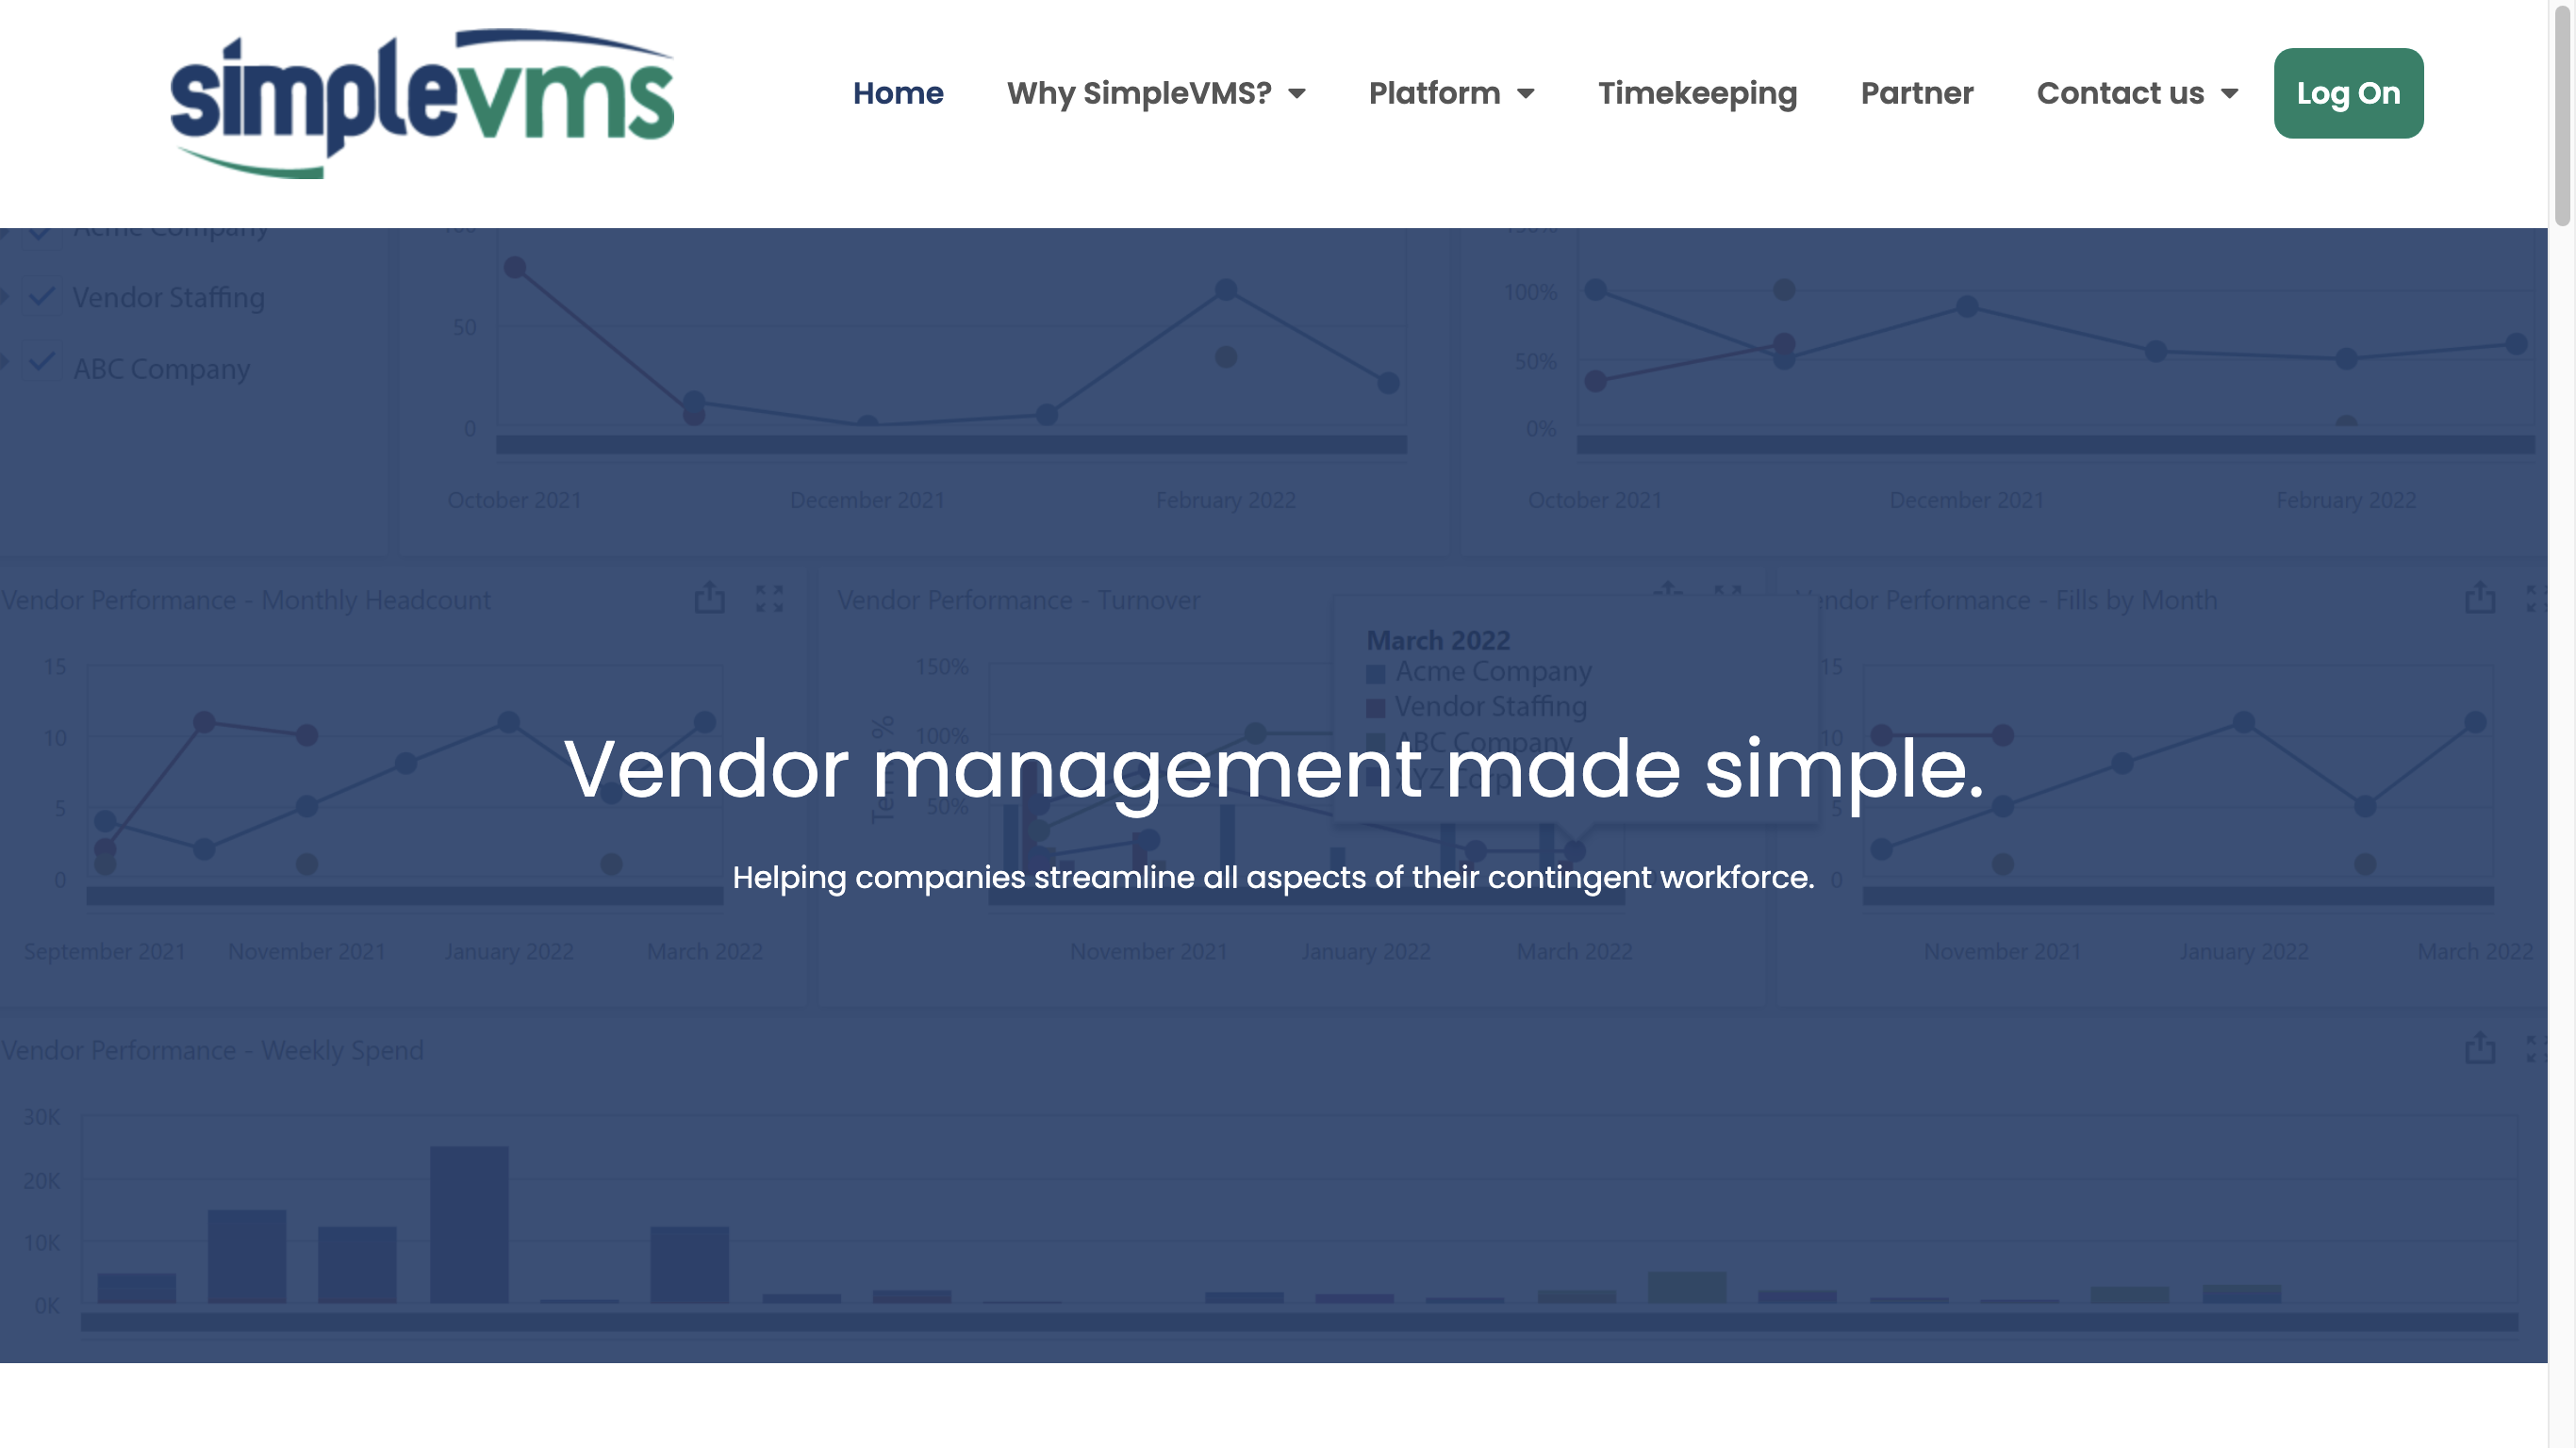 simplevms
Home Why SimpleVMS? Platform Timekeeping Partner Contact us Log On
Acme Company
Vendor Staffing
ABC Company
50
0
October 2021 December 2021 February 2022
100%
50%
0%
October 2021 December 2021 February 2022
Vendor Performance - Monthly Headcount
15
10
5
0
September 2021 November 2021 January 2022 March 2022
Vendor Performance - Turnover
150%
100%
50%
March 2022
Acme Company
Vendor Staffing
ABC Company
XYZ Corp
November 2021 January 2022 March 2022
Vendor Performance - Fills by Month
15
10
5
0
November 2021 January 2022 March 2022
Vendor management made simple.
Helping companies streamline all aspects of their contingent workforce.
Vendor Performance - Weekly Spend
30K
20K
10K
0K